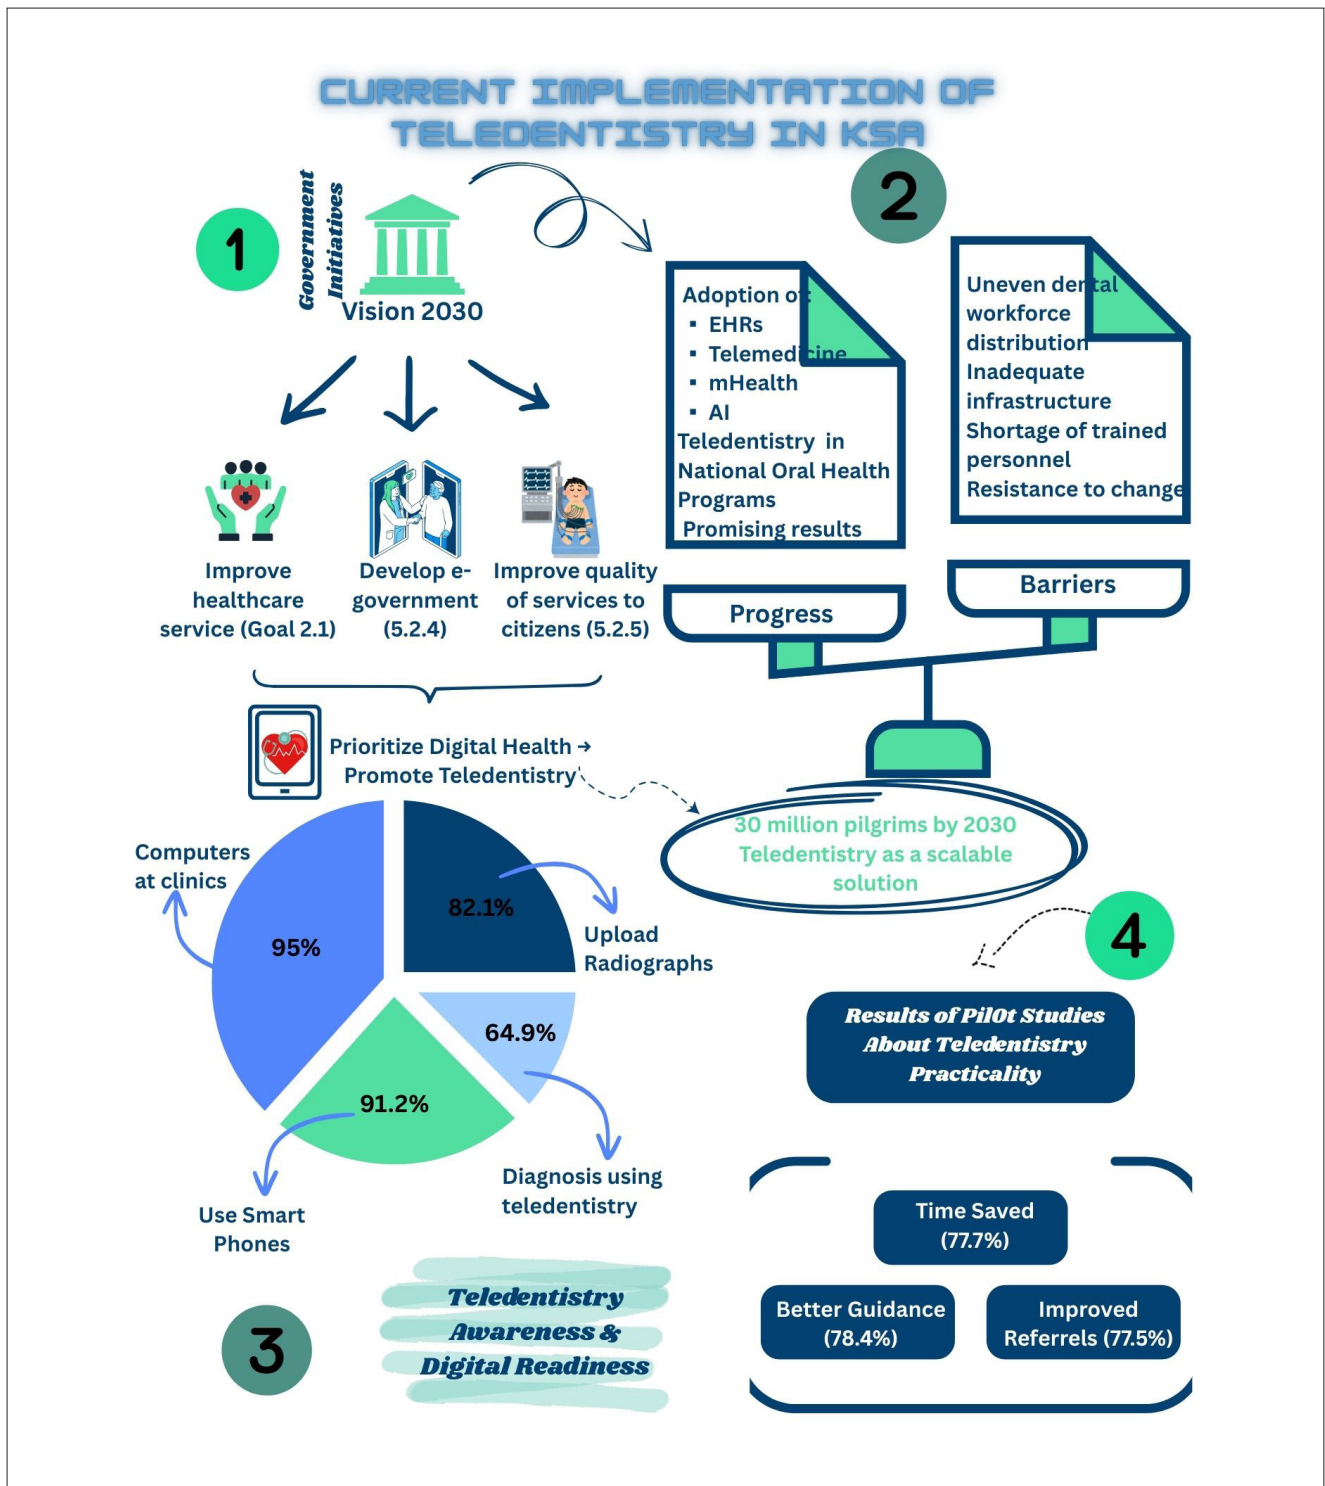 CURRENT IMPLEMENTATION OF
TELEDENTISTRY IN KSA
1
Government
Initiatives
Vision 2030
Improve
healthcare
service (Goal 2.1)
Develop e-
government
(5.2.4)
Improve quality
of services to
citizens (5.2.5)
Prioritize Digital Health →
Promote Teledentistry
2
Adoption of:
▪ EHRs
▪ Telemedicine
▪ mHealth
▪ AI
Teledentistry in
National Oral Health
Programs
Promising results
Progress
Uneven dental
workforce
distribution
Inadequate
infrastructure
Shortage of trained
personnel
Resistance to change
Barriers
30 million pilgrims by 2030
Teledentistry as a scalable
solution
Computers
at clinics
95%
82.1%
Upload
Radiographs
64.9%
Diagnosis using
teledentistry
91.2%
Use Smart
Phones
3
Teledentistry
Awareness &
Digital Readiness
4
Results of Pil0t Studies
About Teledentistry
Practicality
Time Saved
(77.7%)
Better Guidance
(78.4%)
Improved
Referrels (77.5%)